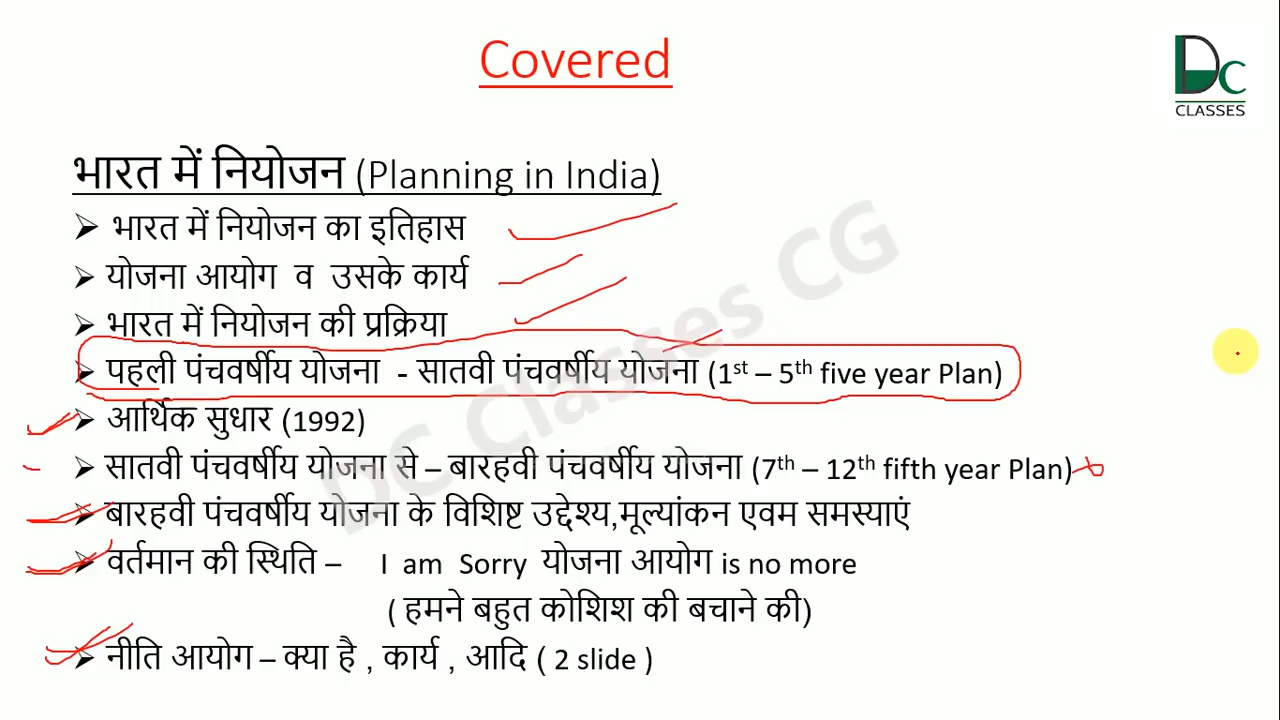 Covered
DC
CLASSES
भारत में नियोजन (Planning in India)
➢ भारत में नियोजन का इतिहास
➢ योजना आयोग व उसके कार्य
➢ भारत में नियोजन की प्रक्रिया
➢ पहली पंचवर्षीय योजना - सातवी पंचवर्षीय योजना (1st – 5th five year Plan)
➢ आर्थिक सुधार (1992)
➢ सातवी पंचवर्षीय योजना से – बारहवी पंचवर्षीय योजना (7th – 12th fifth year Plan)
➢ बारहवी पंचवर्षीय योजना के विशिष्ट उद्देश्य,मूल्यांकन एवम समस्याएं
➢ वर्तमान की स्थिति – I am Sorry योजना आयोग is no more
( हमने बहुत कोशिश की बचाने की)
➢ नीति आयोग – क्या है , कार्य , आदि ( 2 slide )
DC Classes CG